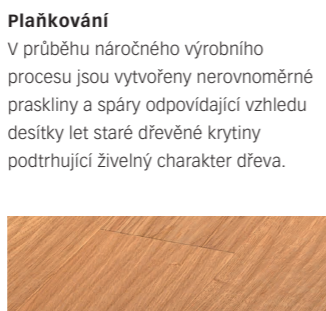 Plaňkování
V průběhu náročného výrobního
procesu jsou vytvořeny nerovnoměrné
praskliny a spáry odpovídající vzhledu
desítky let staré dřevěné krytiny
podtrhující živelný charakter dřeva.